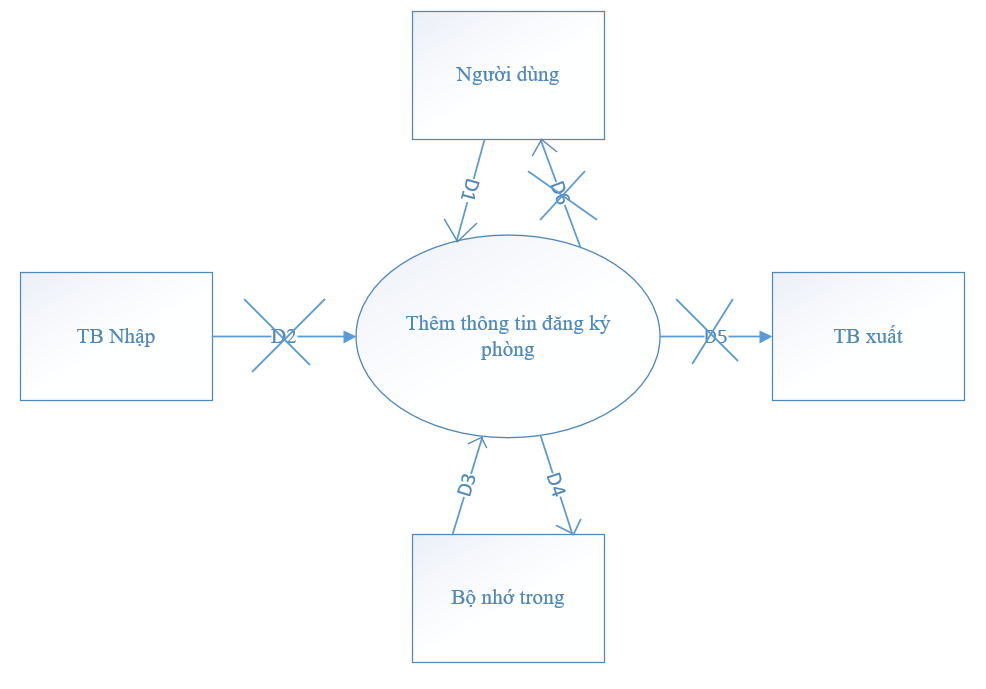 Người dùng
D1
D6
TB Nhập
D2
Thêm thông tin đăng ký
phòng
D5
TB xuất
D3
D4
Bộ nhớ trong